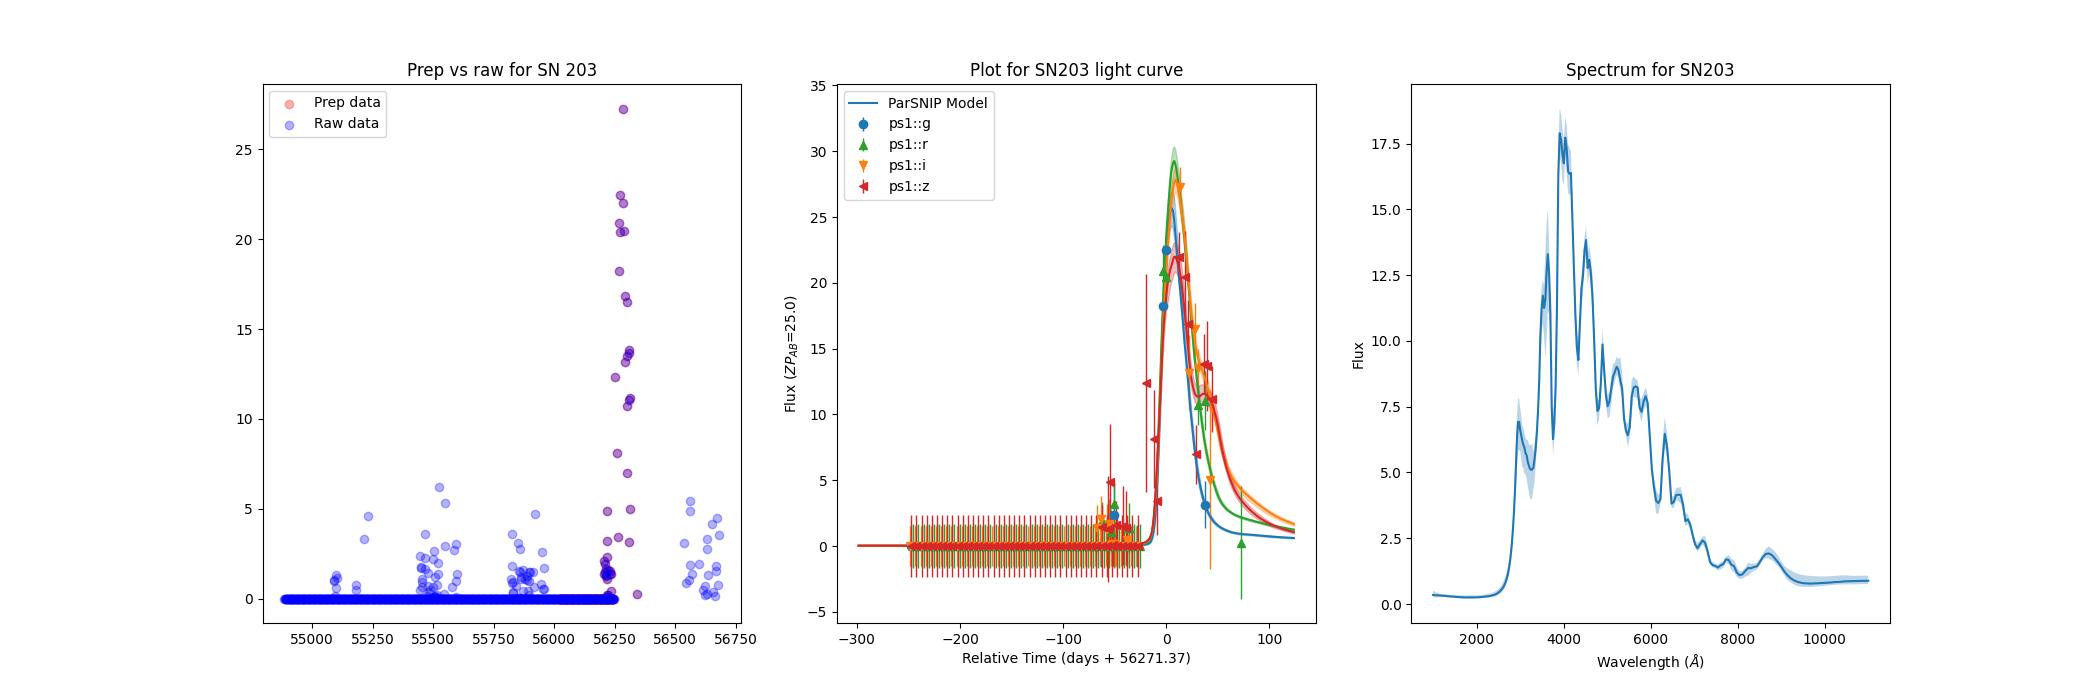 Prep vs raw for SN 203
Prep data
Raw data
25
20
15
10
5
0
55000
55250
55500
55750
56000
56250
56500
56750
Plot for SN203 light curve
ParSNIP Model
ps1::g
ps1::r
ps1::i
ps1::z
Flux (ZP_AB=25.0)
35
30
25
20
15
10
5
0
−5
−300
−200
−100
0
100
Relative Time (days + 56271.37)
Spectrum for SN203
Flux
17.5
15.0
12.5
10.0
7.5
5.0
2.5
0.0
2000
4000
6000
8000
10000
Wavelength (Å)